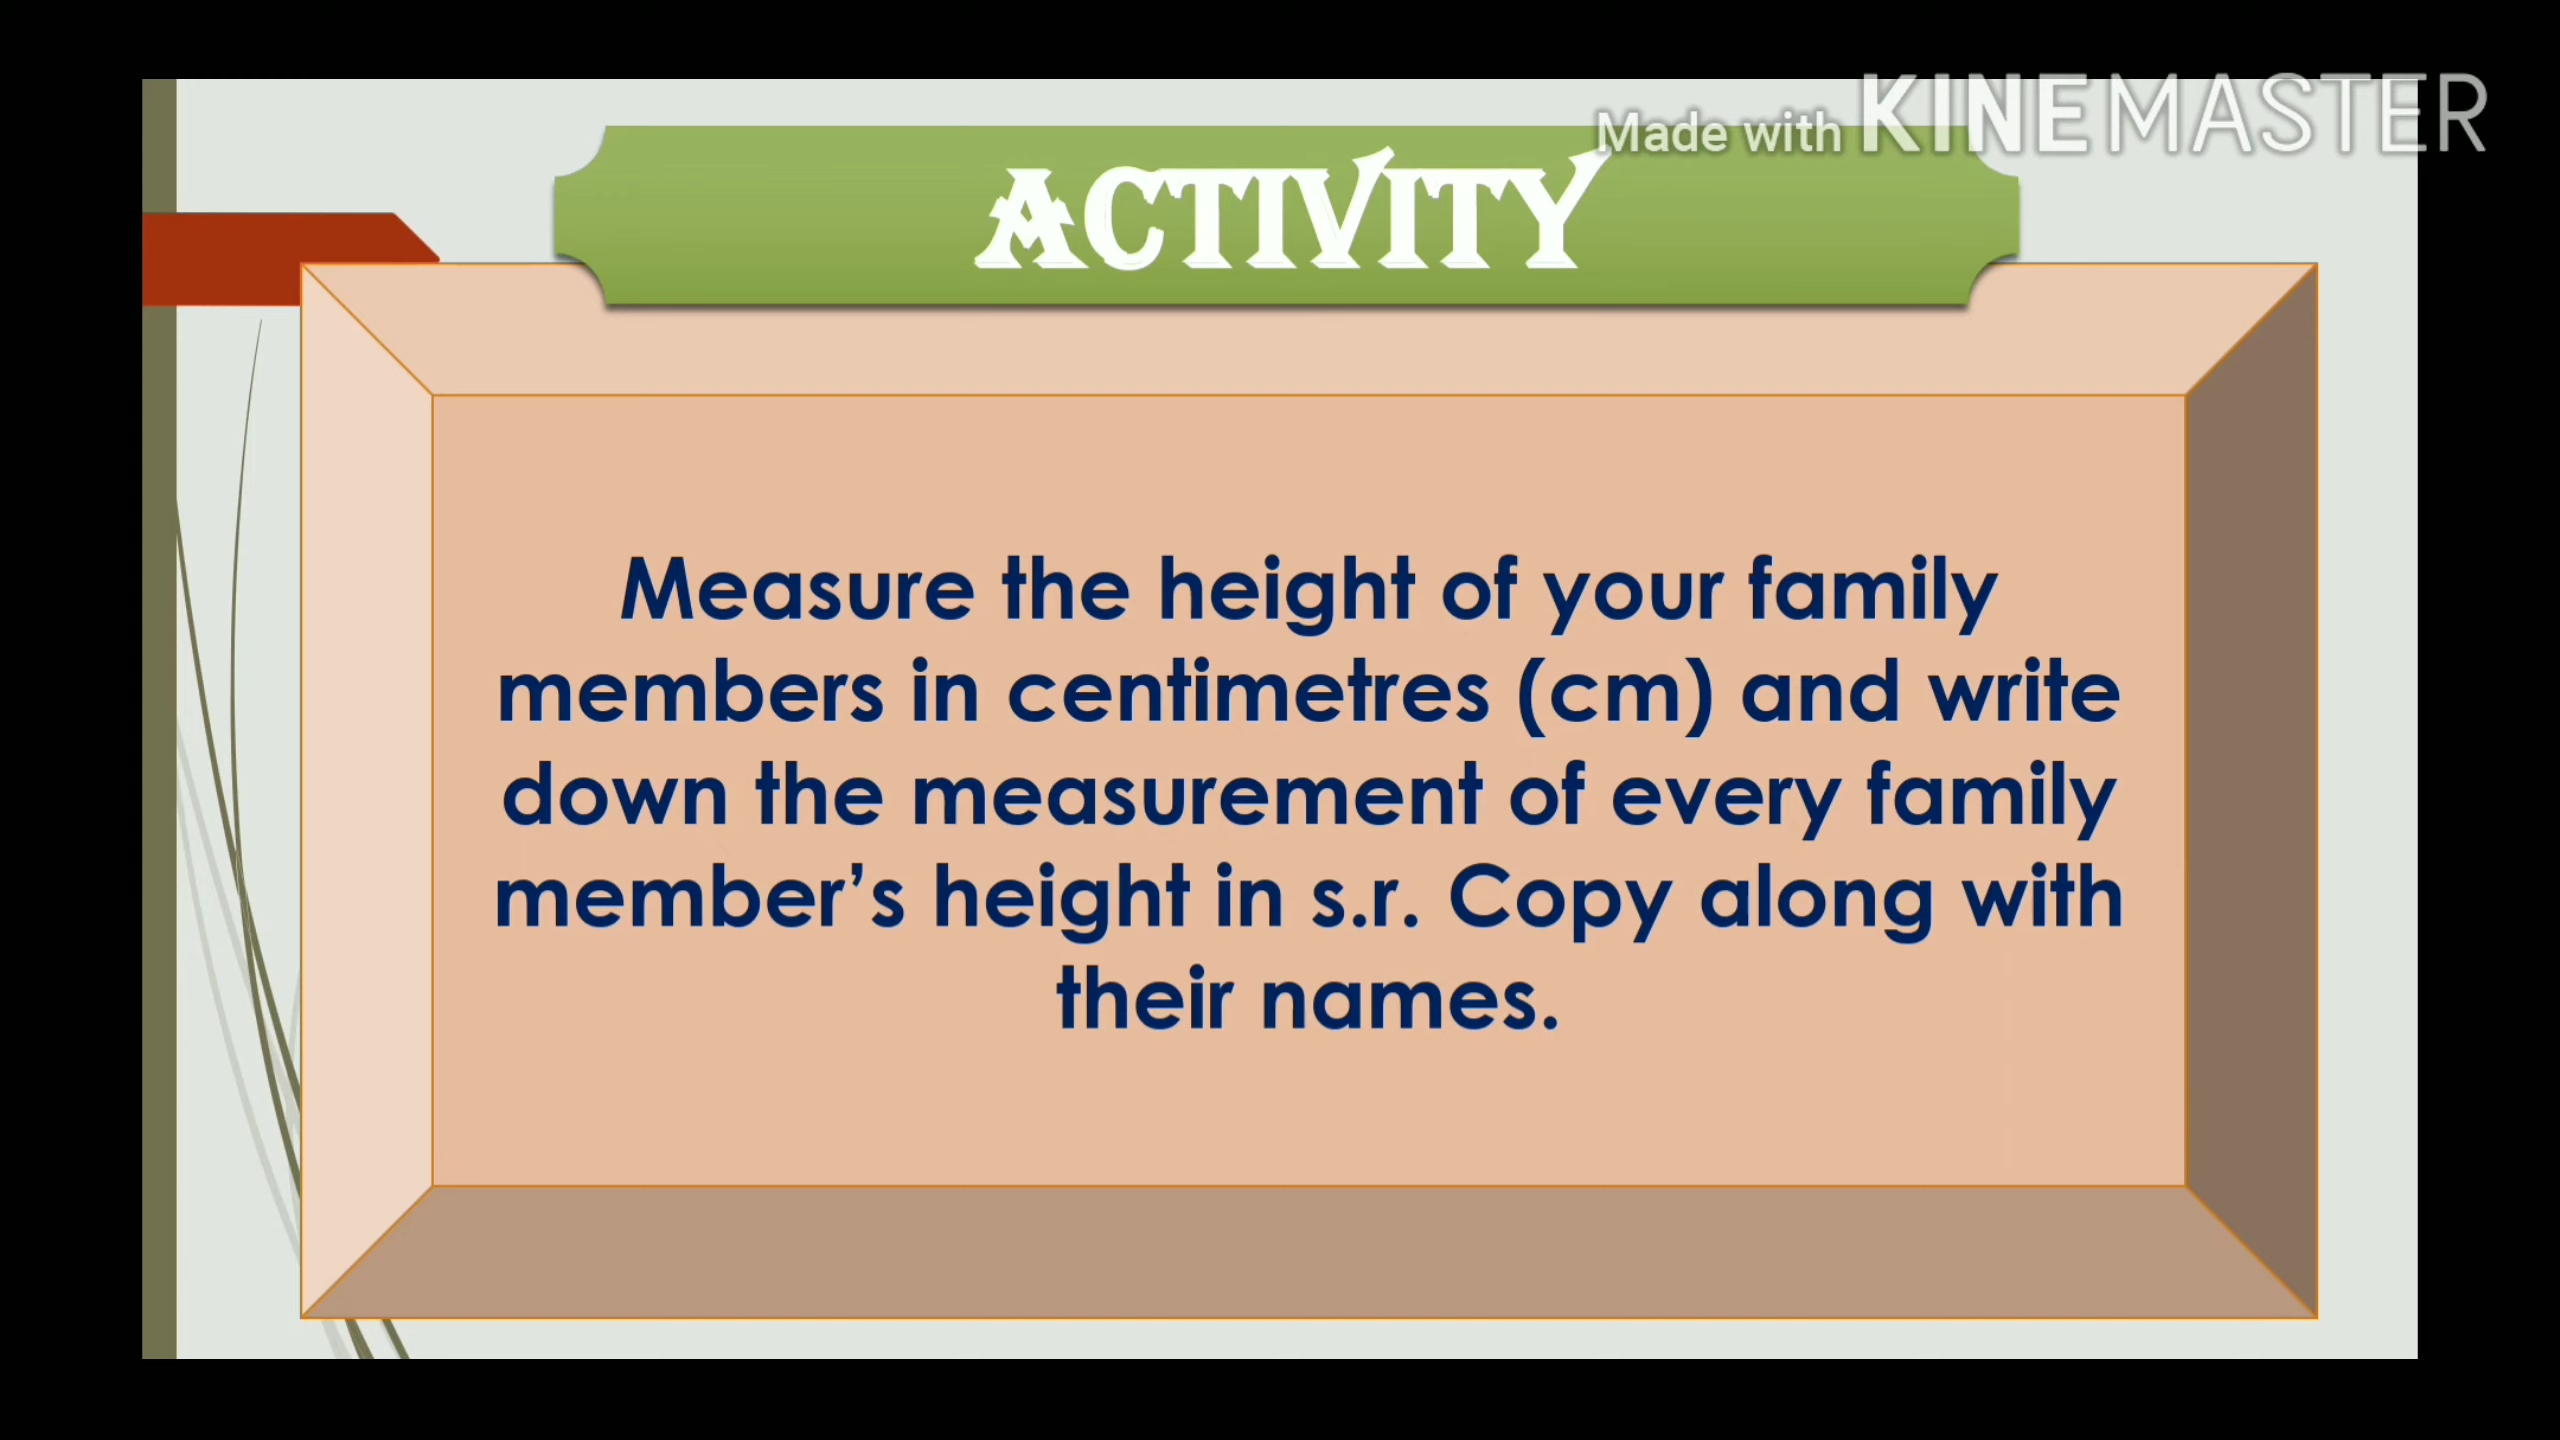 Made with KINEMASTER
ACTIVITY
Measure the height of your family
members in centimetres (cm) and write
down the measurement of every family
member’s height in s.r. Copy along with
their names.